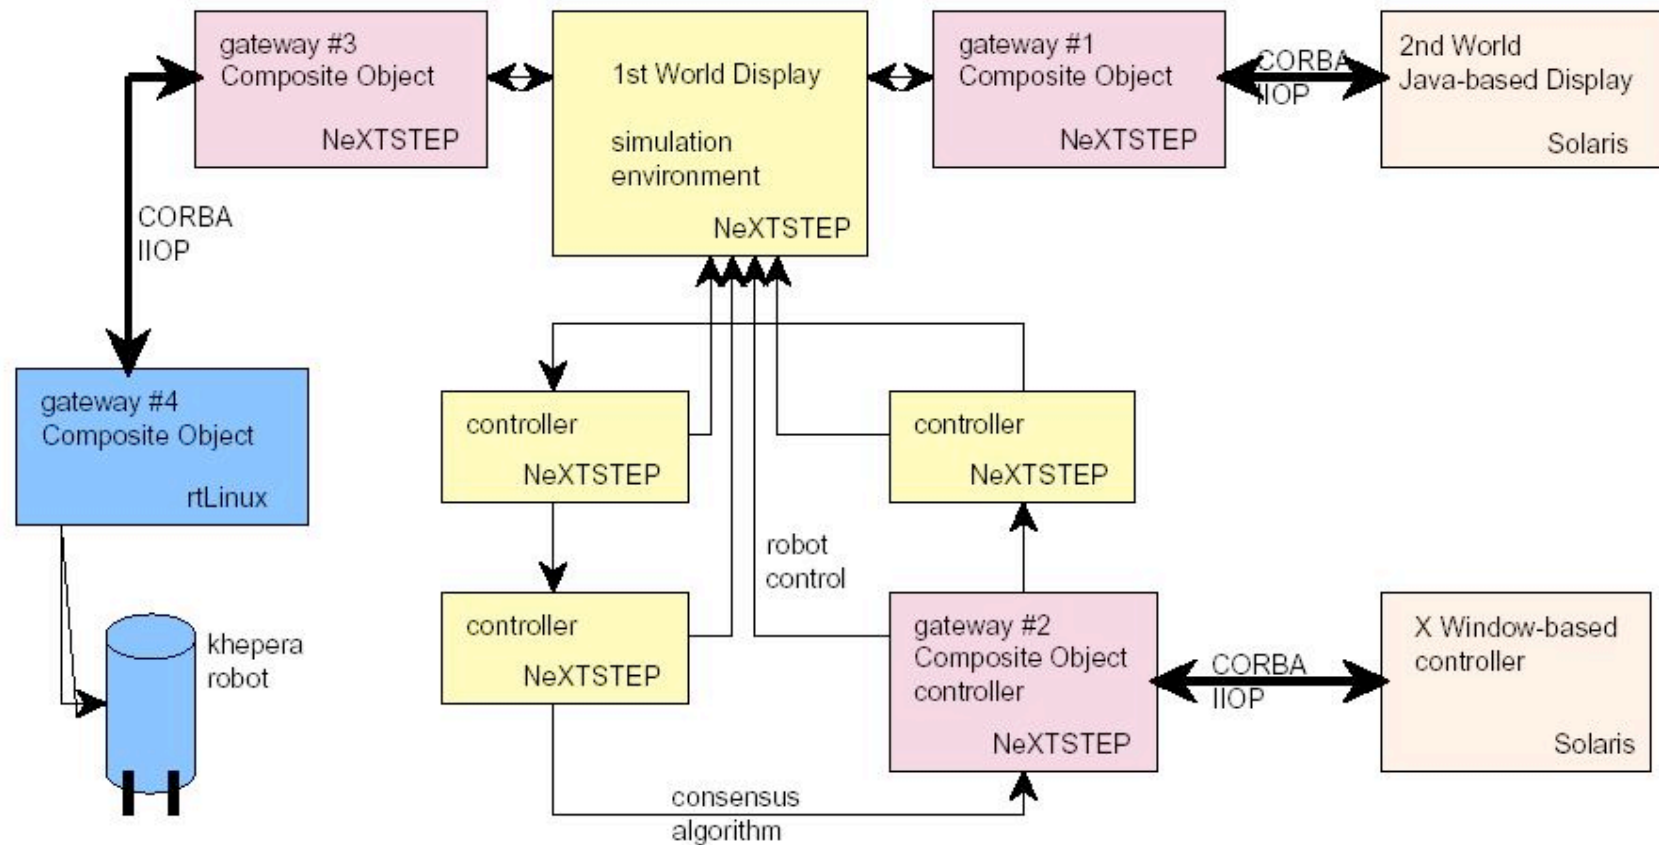 gateway #3
Composite Object
NeXTSTEP
1st World Display
simulation
environment
NeXTSTEP
gateway #1
Composite Object
NeXTSTEP
CORBA
IIOP
2nd World
Java-based Display
Solaris
CORBA
IIOP
gateway #4
Composite Object
rtLinux
controller
NeXTSTEP
controller
NeXTSTEP
robot
control
khepera
robot
controller
NeXTSTEP
gateway #2
Composite Object
controller
NeXTSTEP
CORBA
IIOP
X Window-based
controller
Solaris
consensus
algorithm